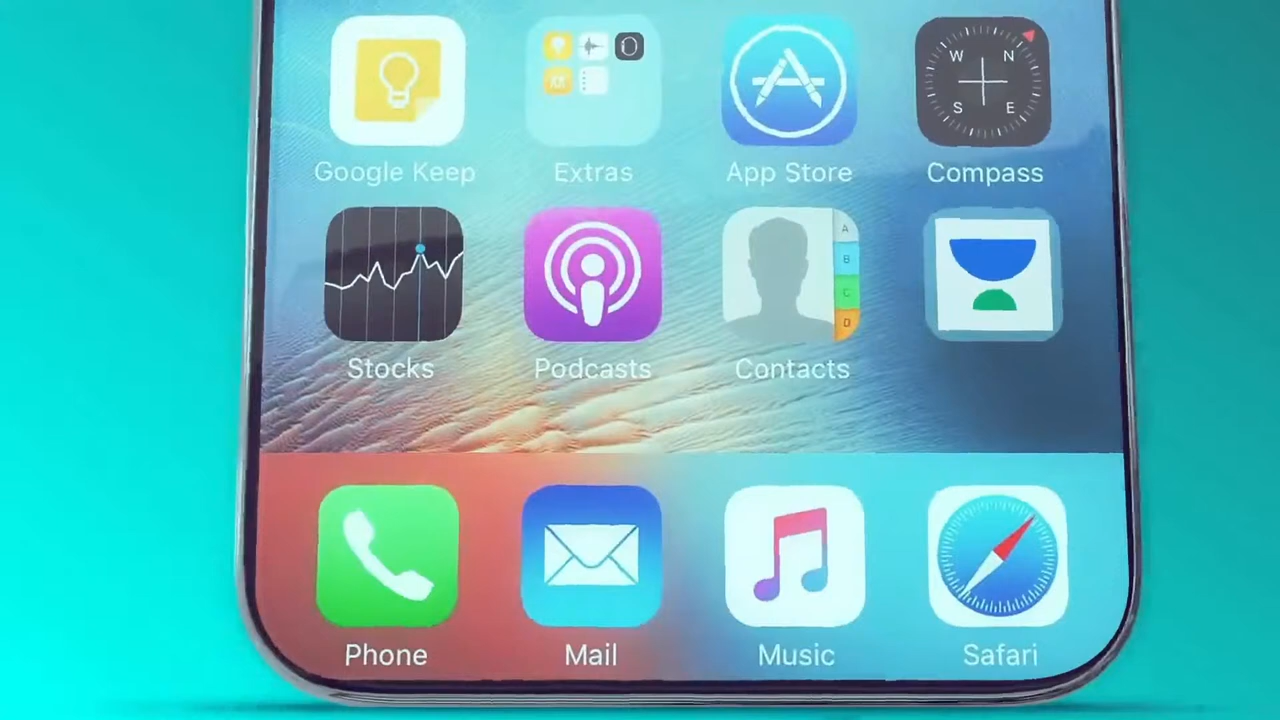 Google Keep Extras App Store Compass
W N
S E
A
B
C
D
Stocks Podcasts Contacts
Phone Mail Music Safari